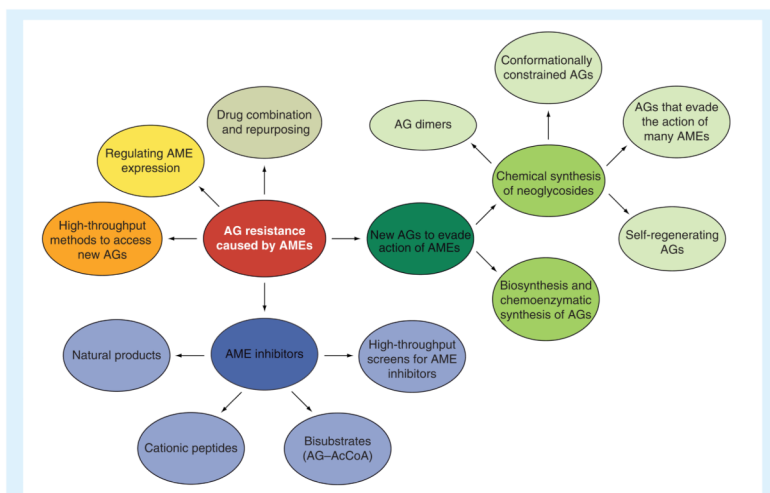 Conformationally
constrained AGs
Drug combination
and repurposing
AGs that evade
the action of
many AMEs
AG dimers
Regulating AME
expression
Chemical synthesis
of neoglycosides
High-throughput
methods to access
new AGs
AG resistance
caused by AMEs
New AGs to evade
action of AMEs
Self-regenerating
AGs
Biosynthesis and
chemoenzymatic
synthesis of AGs
Natural products
AME inhibitors
High-throughput
screens for AME
inhibitors
Cationic peptides
Bisubstrates
(AG–AcCoA)